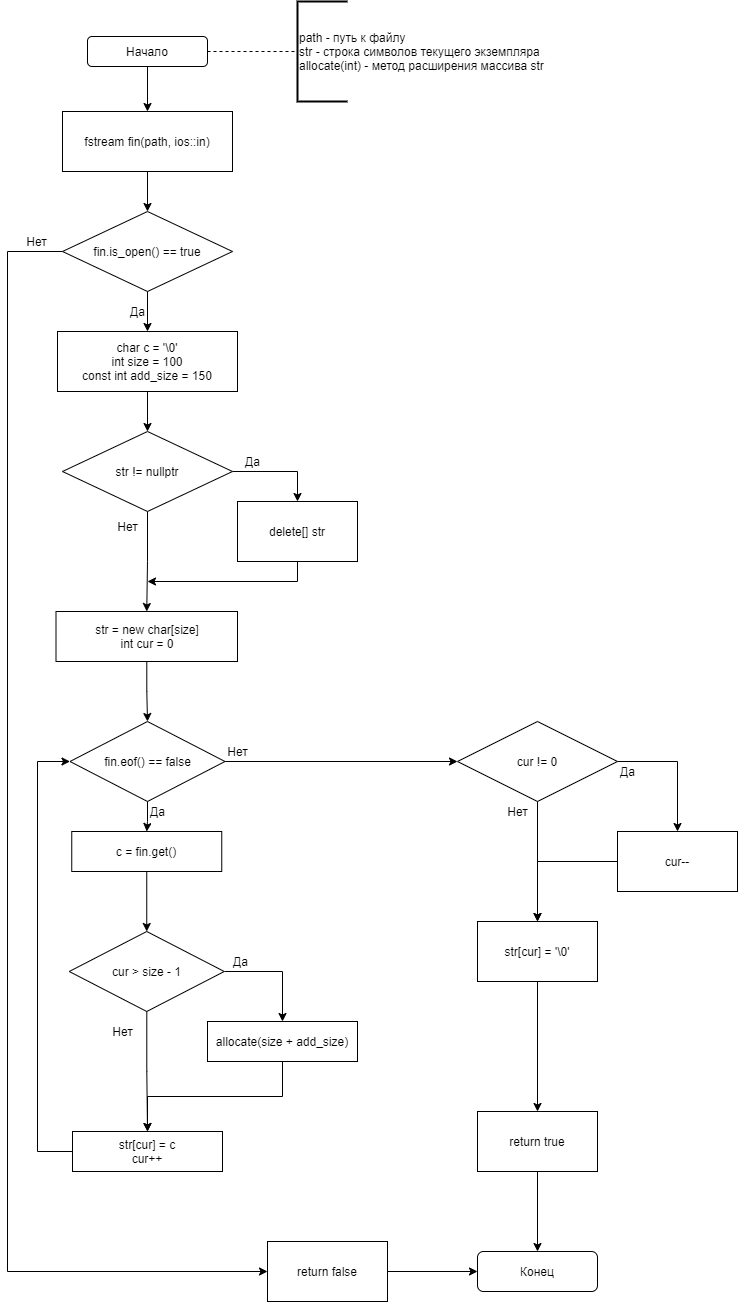 Начало
path - путь к файлу
str - строка символов текущего экземпляра
allocate(int) - метод расширения массива str
fstream fin(path, ios::in)
Нет
fin.is_open() == true
Да
char c = '\0'
int size = 100
const int add_size = 150
str != nullptr
Да
Нет
delete[] str
str = new char[size]
int cur = 0
fin.eof() == false
Нет
cur != 0
Да
Да
Нет
c = fin.get()
cur--
cur > size - 1
Да
str[cur] = '\0'
Нет
allocate(size + add_size)
str[cur] = c
cur++
return true
return false
Конец